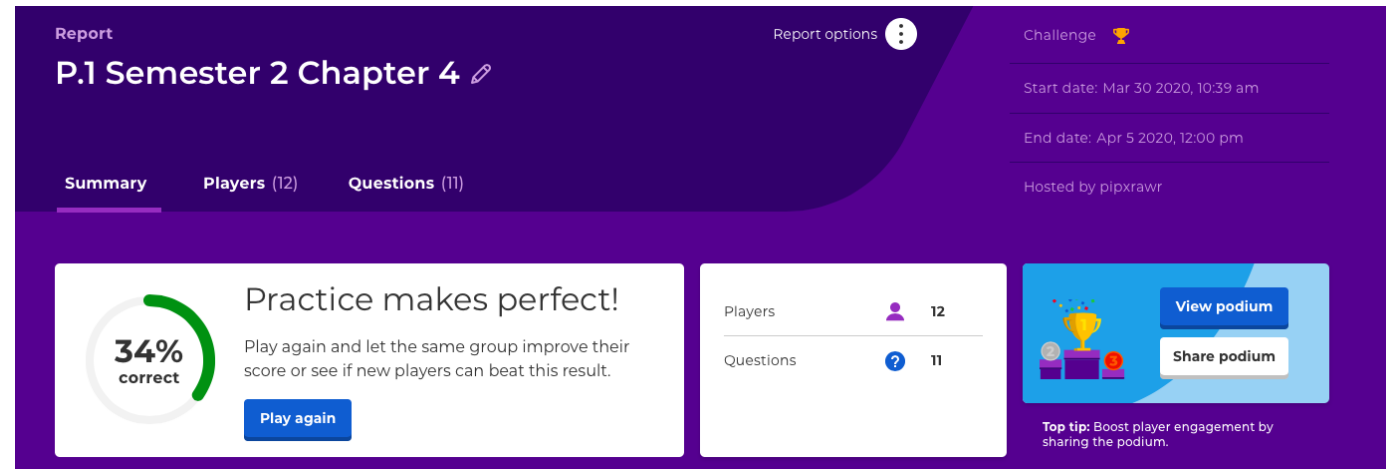 Report
P.1 Semester 2 Chapter 4
Report options
Summary
Players (12)
Questions (11)
Challenge
Start date: Mar 30 2020, 10:39 am
End date: Apr 5 2020, 12:00 pm
Hosted by pipxrawr
34%
correct
Practice makes perfect!
Play again and let the same group improve their
score or see if new players can beat this result.
Play again
Players 12
Questions ? 11
1
2
3
View podium
Share podium
Top tip: Boost player engagement by
sharing the podium.